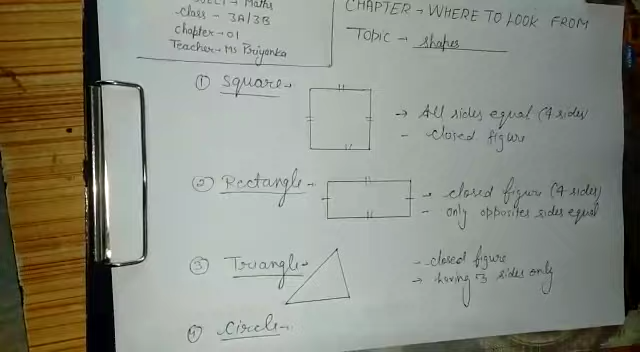 Maths
class - 3A/3B
chapter - 01
Teacher - Ms Priyanka
CHAPTER → WHERE TO LOOK FROM
Topic - shapes
① Square -
→ All sides equal (4 sides)
- closed figure
② Rectangle -
→ closed figure (4 sides)
- only opposites sides equal
③ Triangle -
- closed figure
→ having 3 sides only
④ Circle -